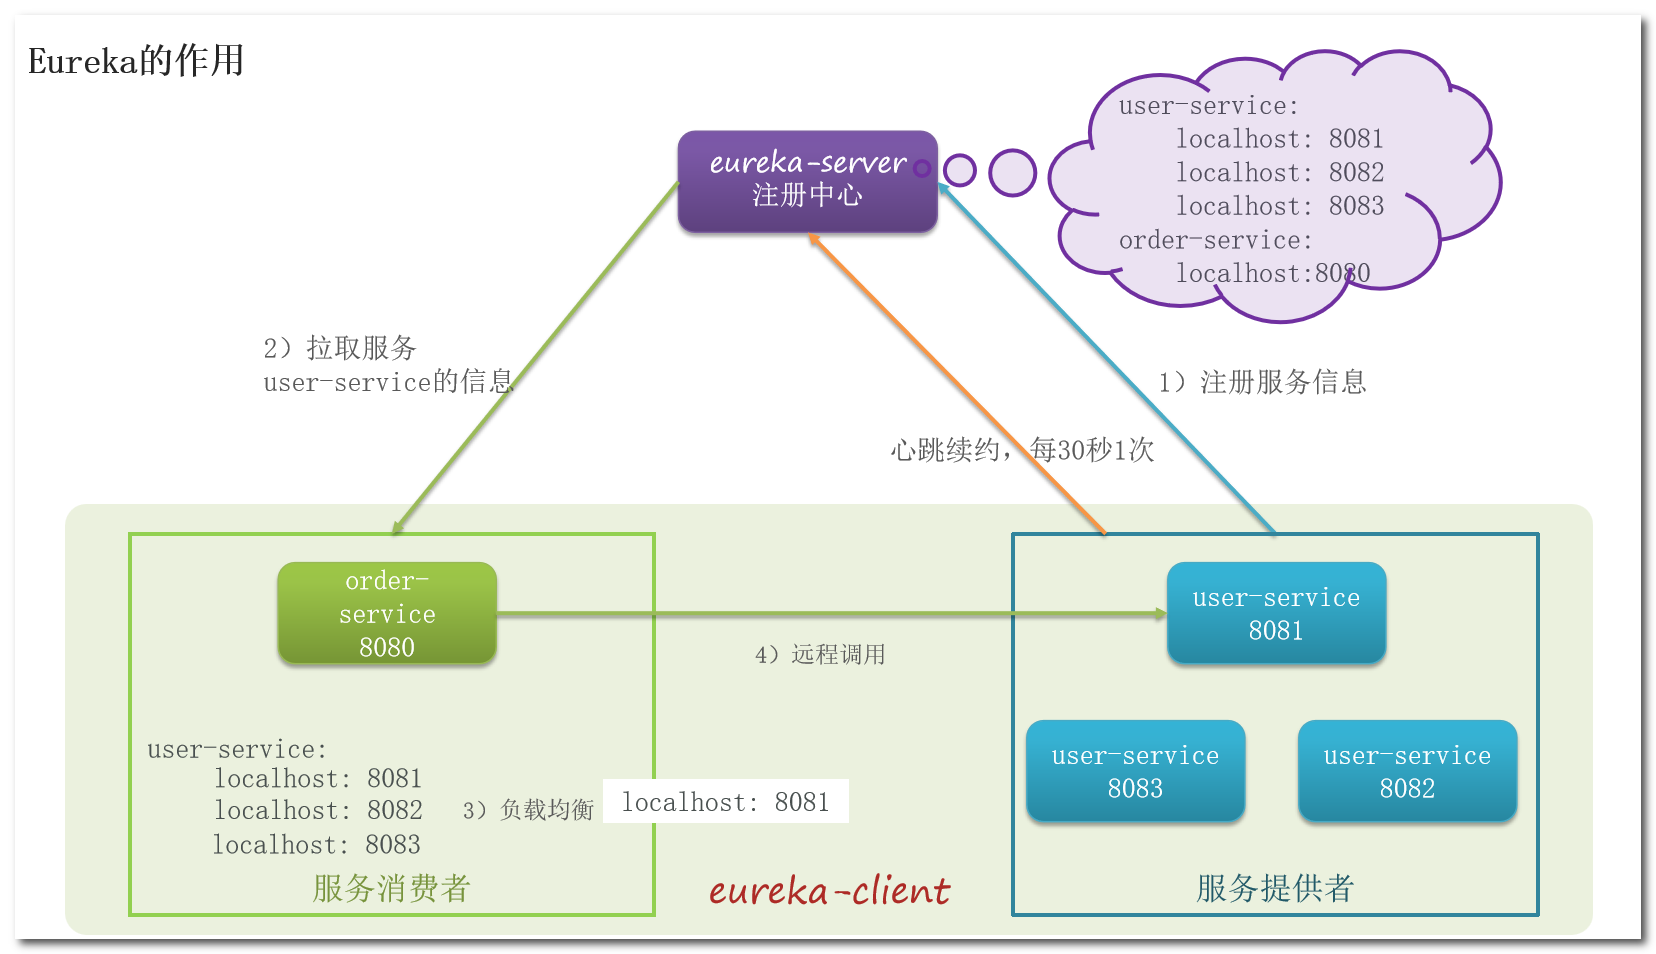 Eureka的作用
eureka-server
注册中心
user-service:
localhost: 8081
localhost: 8082
localhost: 8083
order-service:
localhost:8080
2）拉取服务
user-service的信息
1）注册服务信息
心跳续约，每30秒1次
order-
service
8080
user-service
8081
4）远程调用
user-service
8083
user-service
8082
user-service:
localhost: 8081
localhost: 8082
localhost: 8083
3）负载均衡
localhost: 8081
服务消费者
eureka-client
服务提供者